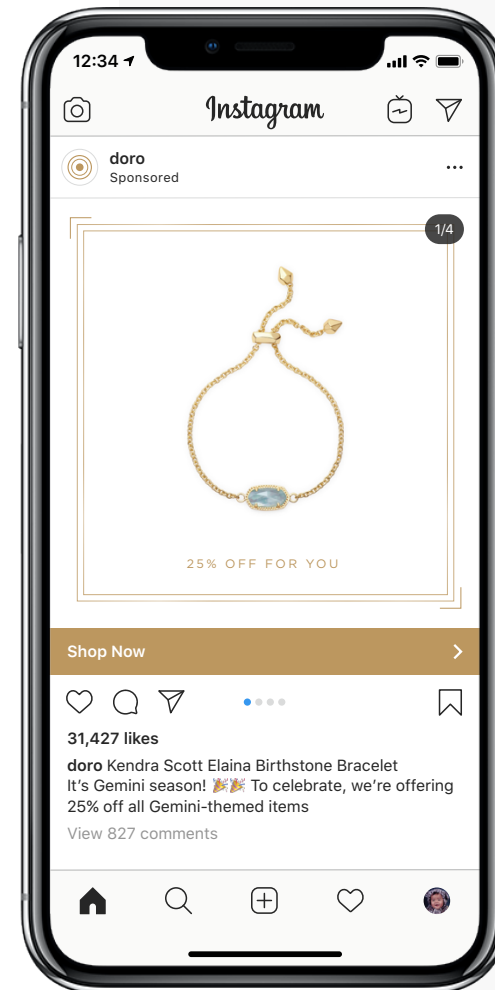 12:34
Instagram
doro
Sponsored
1/4
25% OFF FOR YOU
Shop Now
31,427 likes
doro Kendra Scott Elaina Birthstone Bracelet
It's Gemini season! 🎉🎉 To celebrate, we're offering
25% off all Gemini-themed items
View 827 comments